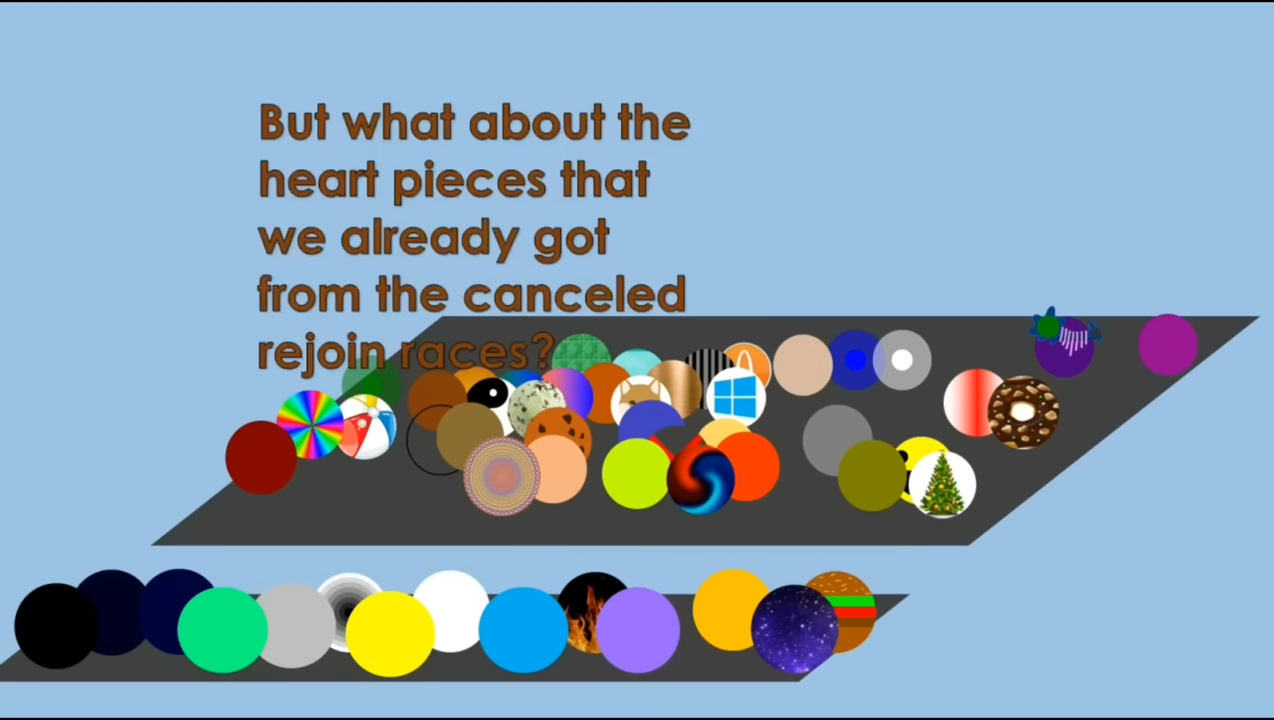 But what about the
heart pieces that
we already got
from the canceled
rejoin races?